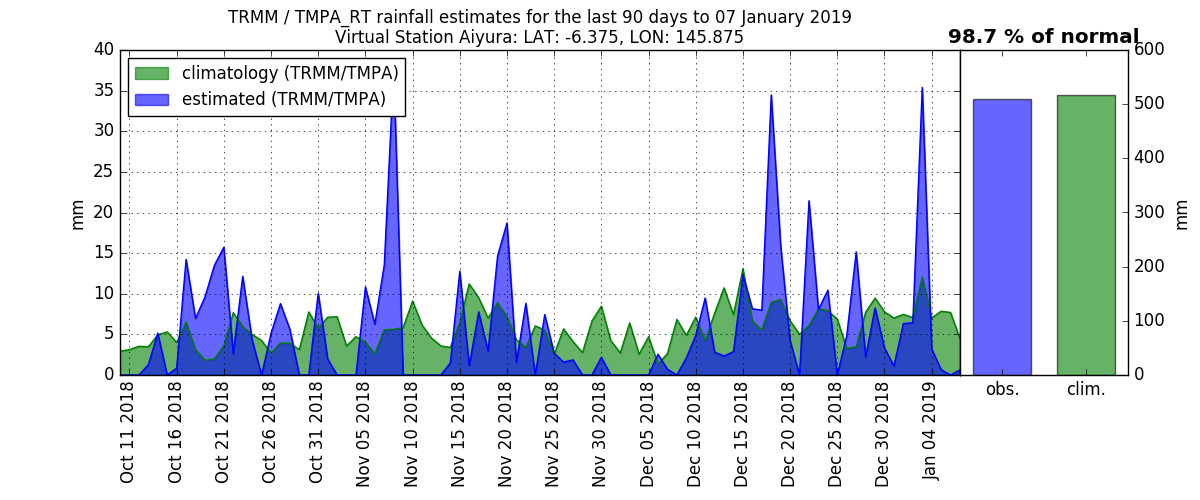 TRMM / TMPA_RT rainfall estimates for the last 90 days to 07 January 2019
Virtual Station Aiyura: LAT: -6.375, LON: 145.875
98.7 % of normal
climatology (TRMM/TMPA)
estimated (TRMM/TMPA)
40
35
30
25
20
15
10
5
0
mm
600
500
400
300
200
100
0
mm
Oct 11 2018
Oct 16 2018
Oct 21 2018
Oct 26 2018
Oct 31 2018
Nov 05 2018
Nov 10 2018
Nov 15 2018
Nov 20 2018
Nov 25 2018
Nov 30 2018
Dec 05 2018
Dec 10 2018
Dec 15 2018
Dec 20 2018
Dec 25 2018
Dec 30 2018
Jan 04 2019
obs.
clim.